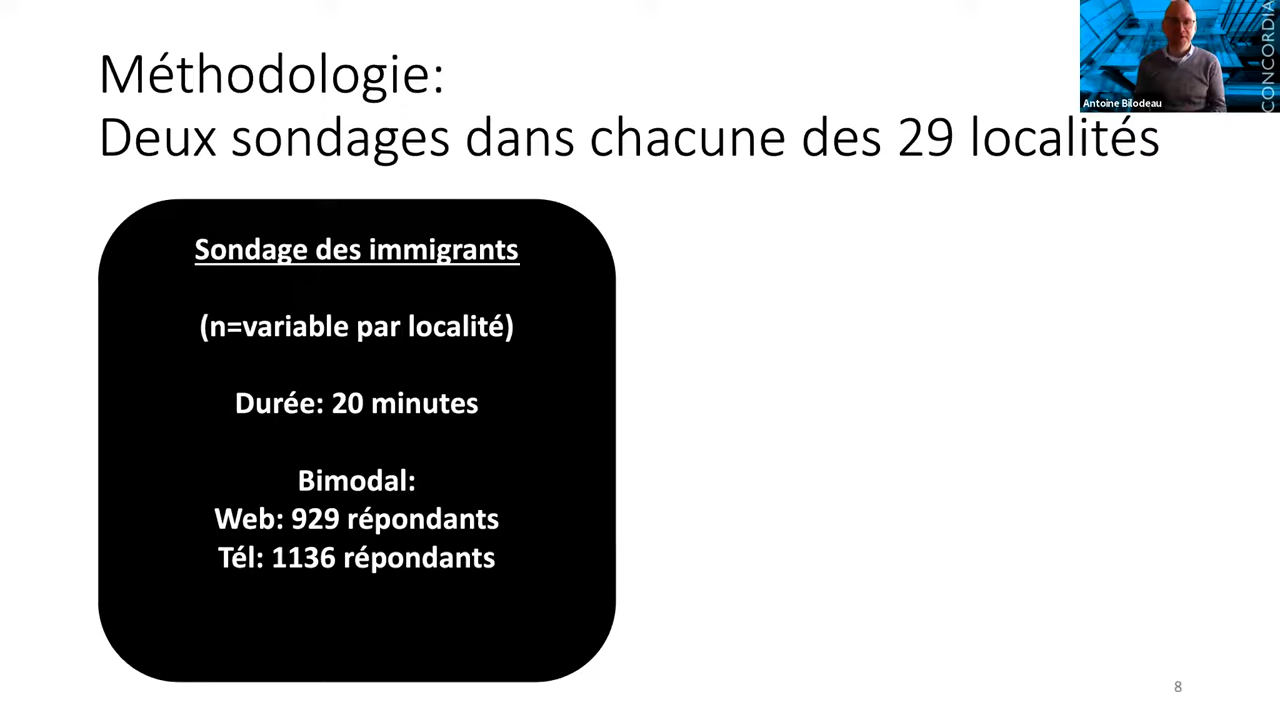 Méthodologie:
Deux sondages dans chacune des 29 localités
CONCORDIA
Antoine Bilodeau
Sondage des immigrants
(n=variable par localité)
Durée: 20 minutes
Bimodal:
Web: 929 répondants
Tél: 1136 répondants
8